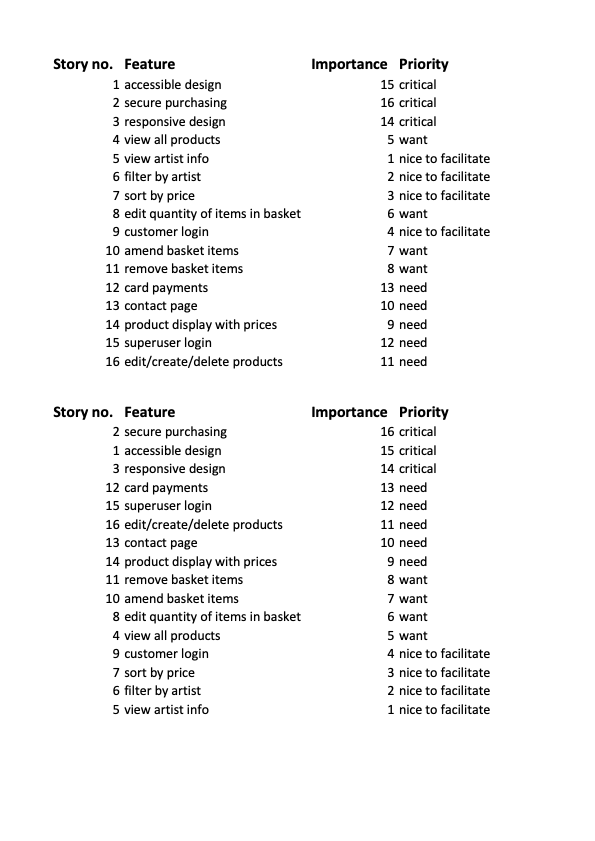 Story no. Feature Importance Priority
1 accessible design 15 critical
2 secure purchasing 16 critical
3 responsive design 14 critical
4 view all products 5 want
5 view artist info 1 nice to facilitate
6 filter by artist 2 nice to facilitate
7 sort by price 3 nice to facilitate
8 edit quantity of items in basket 6 want
9 customer login 4 nice to facilitate
10 amend basket items 7 want
11 remove basket items 8 want
12 card payments 13 need
13 contact page 10 need
14 product display with prices 9 need
15 superuser login 12 need
16 edit/create/delete products 11 need
Story no. Feature Importance Priority
2 secure purchasing 16 critical
1 accessible design 15 critical
3 responsive design 14 critical
12 card payments 13 need
15 superuser login 12 need
16 edit/create/delete products 11 need
13 contact page 10 need
14 product display with prices 9 need
11 remove basket items 8 want
10 amend basket items 7 want
8 edit quantity of items in basket 6 want
4 view all products 5 want
9 customer login 4 nice to facilitate
7 sort by price 3 nice to facilitate
6 filter by artist 2 nice to facilitate
5 view artist info 1 nice to facilitate